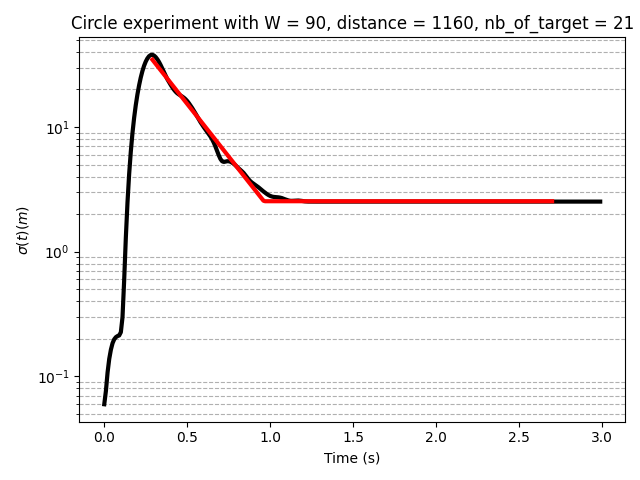 Circle experiment with W = 90, distance = 1160, nb_of_target = 21
10¹
10⁰
10⁻¹
σ(t)(m)
0.0 0.5 1.0 1.5 2.0 2.5 3.0
Time (s)